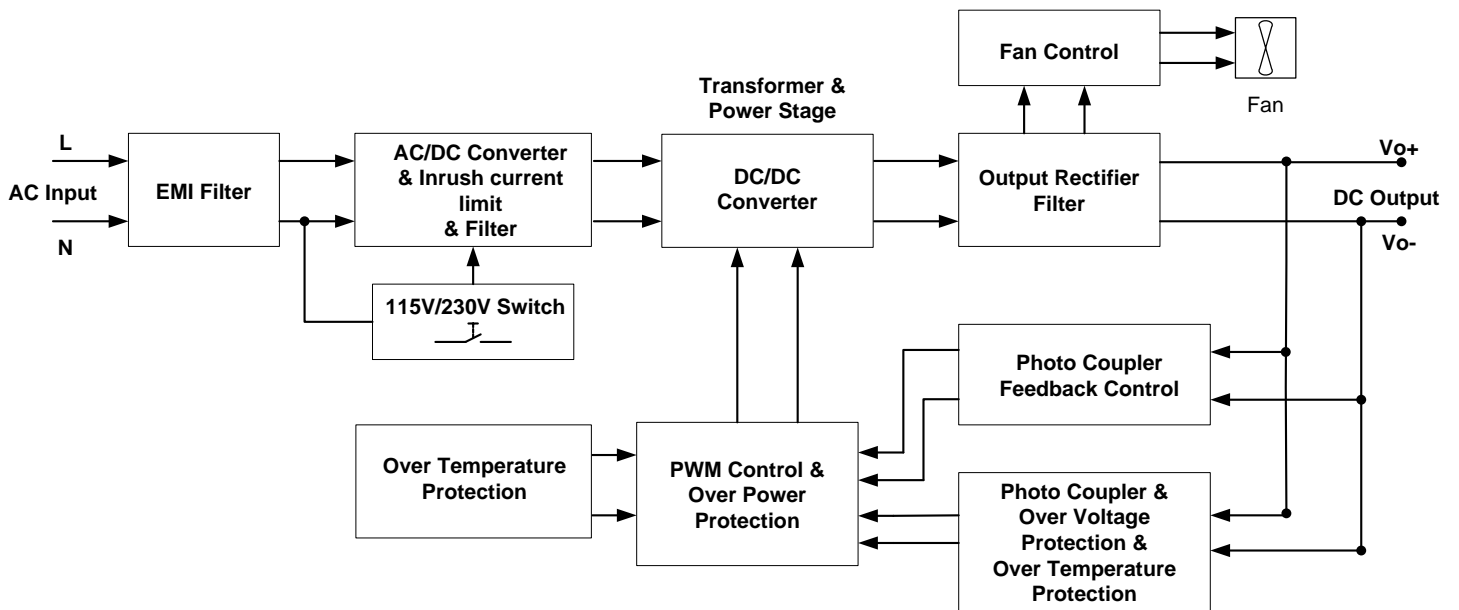 Fan Control
Fan
Transformer &
Power Stage
L
AC Input
N
EMI Filter
AC/DC Converter
& Inrush current
limit
& Filter
DC/DC
Converter
Output Rectifier
Filter
Vo+
DC Output
Vo-
115V/230V Switch
Photo Coupler
Feedback Control
Over Temperature
Protection
PWM Control &
Over Power
Protection
Photo Coupler &
Over Voltage
Protection &
Over Temperature
Protection